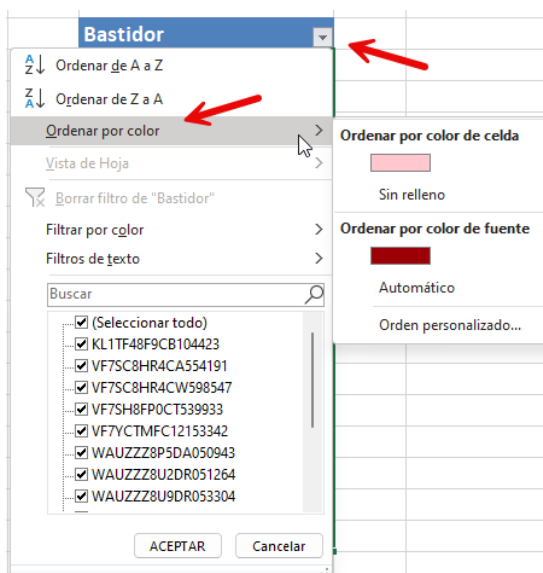 Bastidor
Ordenar de A a Z
Ordenar de Z a A
Ordenar por color
Vista de Hoja
Borrar filtro de "Bastidor"
Filtrar por color
Filtros de texto
Buscar
(Seleccionar todo)
KL1TF48F9CB104423
VF7SC8HR4CA554191
VF7SC8HR4CW598547
VF7SH8FP0CT539933
VF7YCTMFC12153342
WAUZZZ8P5DA050943
WAUZZZ8U2DR051264
WAUZZZ8U9DR053304
ACEPTAR
Cancelar
Ordenar por color de celda
Sin relleno
Ordenar por color de fuente
Automático
Orden personalizado...